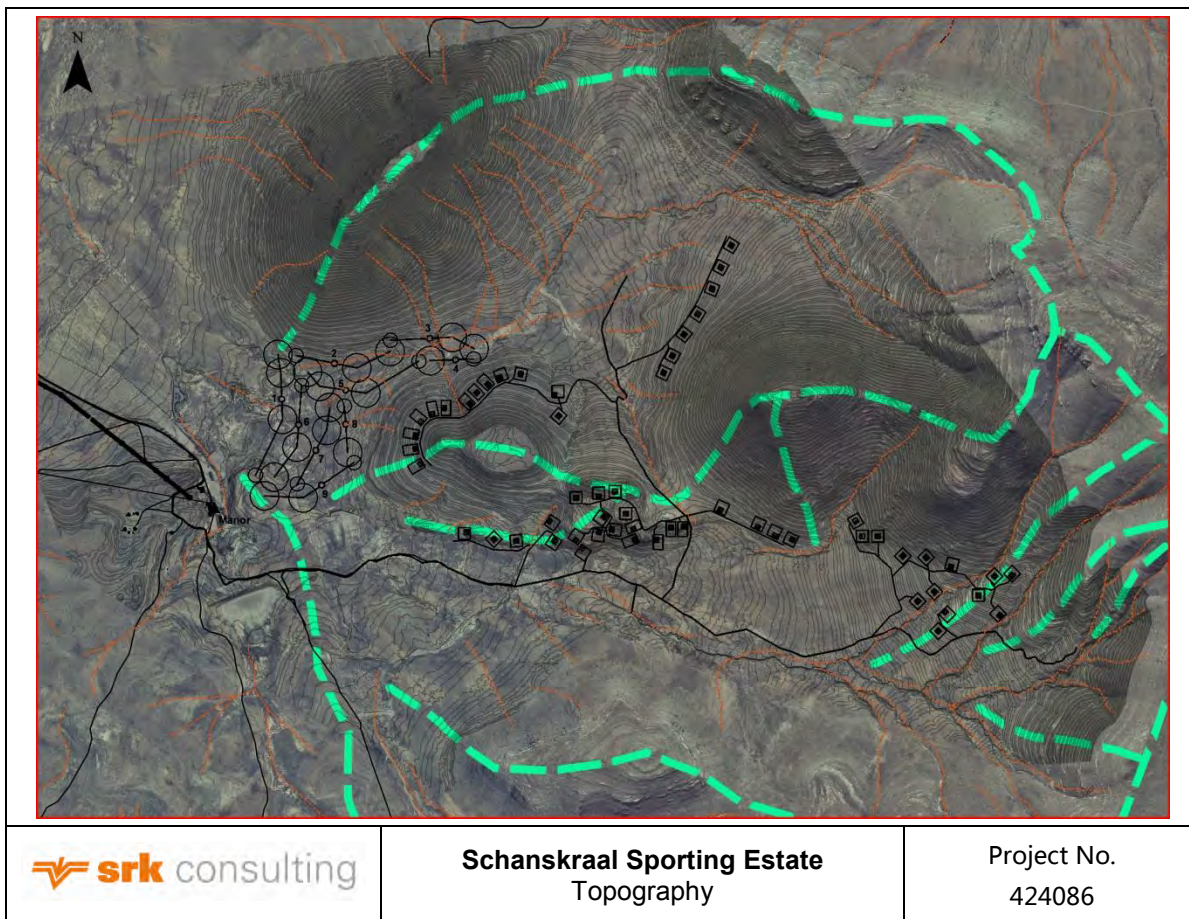 N
3
2
4
5
1
6
8
7
9
Manor
srk consulting
Schanskraal Sporting Estate
Topography
Project No.
424086